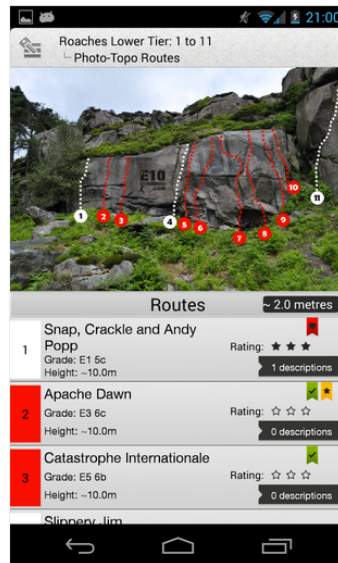 21:00
Roaches Lower Tier: 1 to 11
Photo-Topo Routes
E10
1
2
3
4
5
6
7
8
9
10
11
Routes
~ 2.0 metres
1
Snap, Crackle and Andy
Popp
Grade: E1 5c
Height: ~10.0m
Rating:
1 descriptions
2
Apache Dawn
Grade: E3 6c
Height: ~10.0m
Rating:
0 descriptions
3
Catastrophe Internationale
Grade: E5 6b
Height: ~10.0m
Rating:
0 descriptions
Slippery Jim